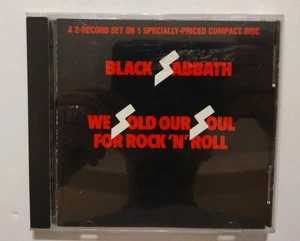 A 2-RECORD SET ON 1 SPECIALLY-PRICED COMPACT DISC
BLACK SABBATH
WE SOLD OUR SOUL
FOR ROCK 'N' ROLL